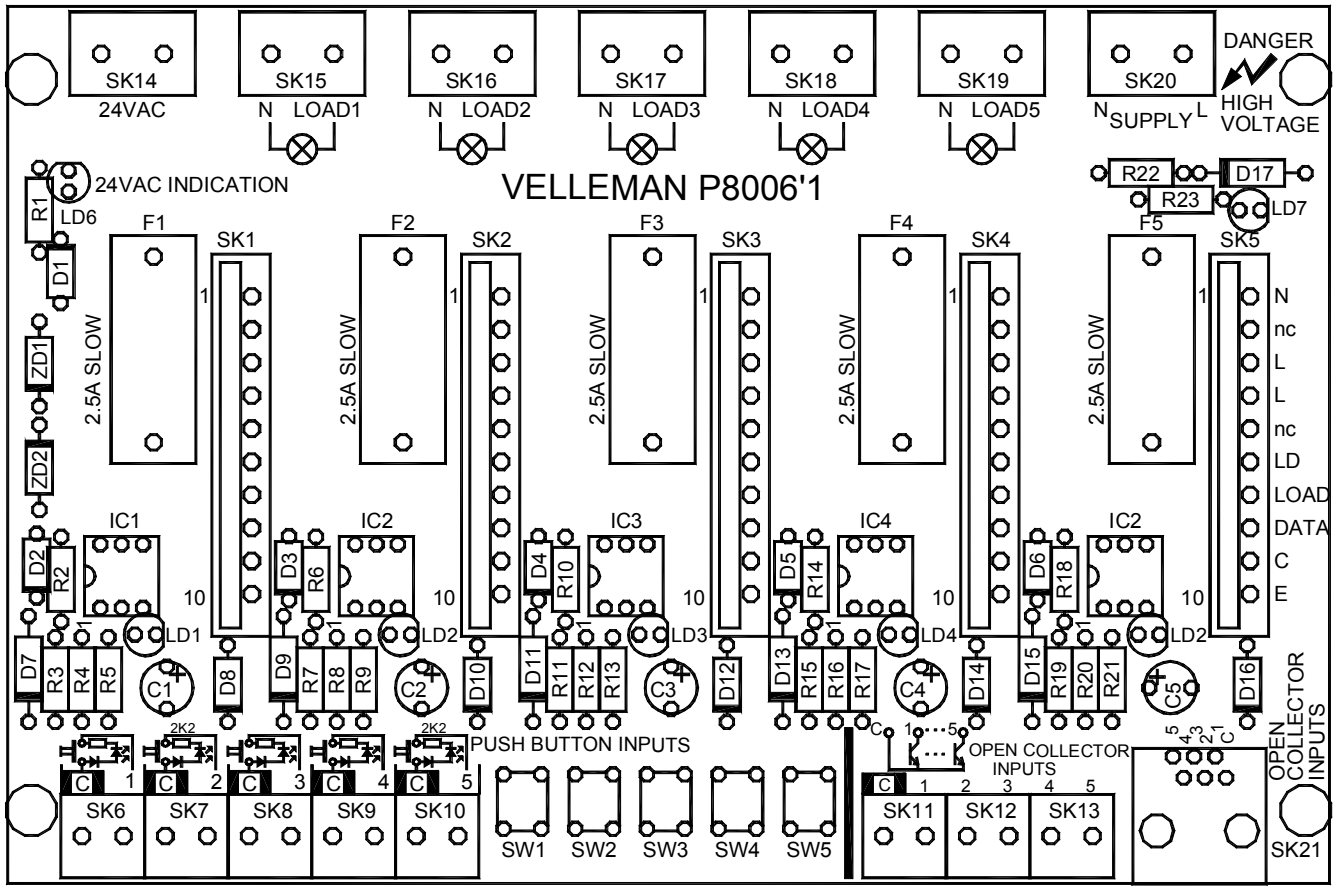 SK14 SK15 SK16 SK17 SK18 SK19 SK20 DANGER
24VAC N LOAD1 N LOAD2 N LOAD3 N LOAD4 N LOAD5 N SUPPLY L HIGH
VOLTAGE
24VAC INDICATION VELLEMAN P8006'1 R22 D17
R1 LD6 R23 LD7
F1 F2 F3 F4 F5
SK1 SK2 SK3 SK4 SK5
D1
1 1 1 1 1 N
nc
ZD1 2.5A SLOW 2.5A SLOW 2.5A SLOW 2.5A SLOW 2.5A SLOW L
L
nc
ZD2 LD
LOAD
IC1 IC2 IC3 IC4 IC2 DATA
D2 R2 D3 R6 D4 R10 D5 R14 D6 R18 C
10 10 10 10 10 E
1 LD1 1 LD2 1 LD3 1 LD4 1 LD2
D7 R3 R4 R5 C1 + D8 D9 R7 R8 R9 C2 + D10 D11 R11 R12 R13 C3 + D12 D13 R15 R16 R17 C4 + D14 D15 R19 R20 R21 C5 + D16
2K2 2K2 PUSH BUTTON INPUTS C 1 5 OPEN COLLECTOR
INPUTS
5 4 3 2 1 C
OPEN
COLLECTOR
INPUTS
C 1 C 2 C 3 C 4 C 5 C 1 2 3 4 5
SK6 SK7 SK8 SK9 SK10 SK11 SK12 SK13
SW1 SW2 SW3 SW4 SW5 SK21